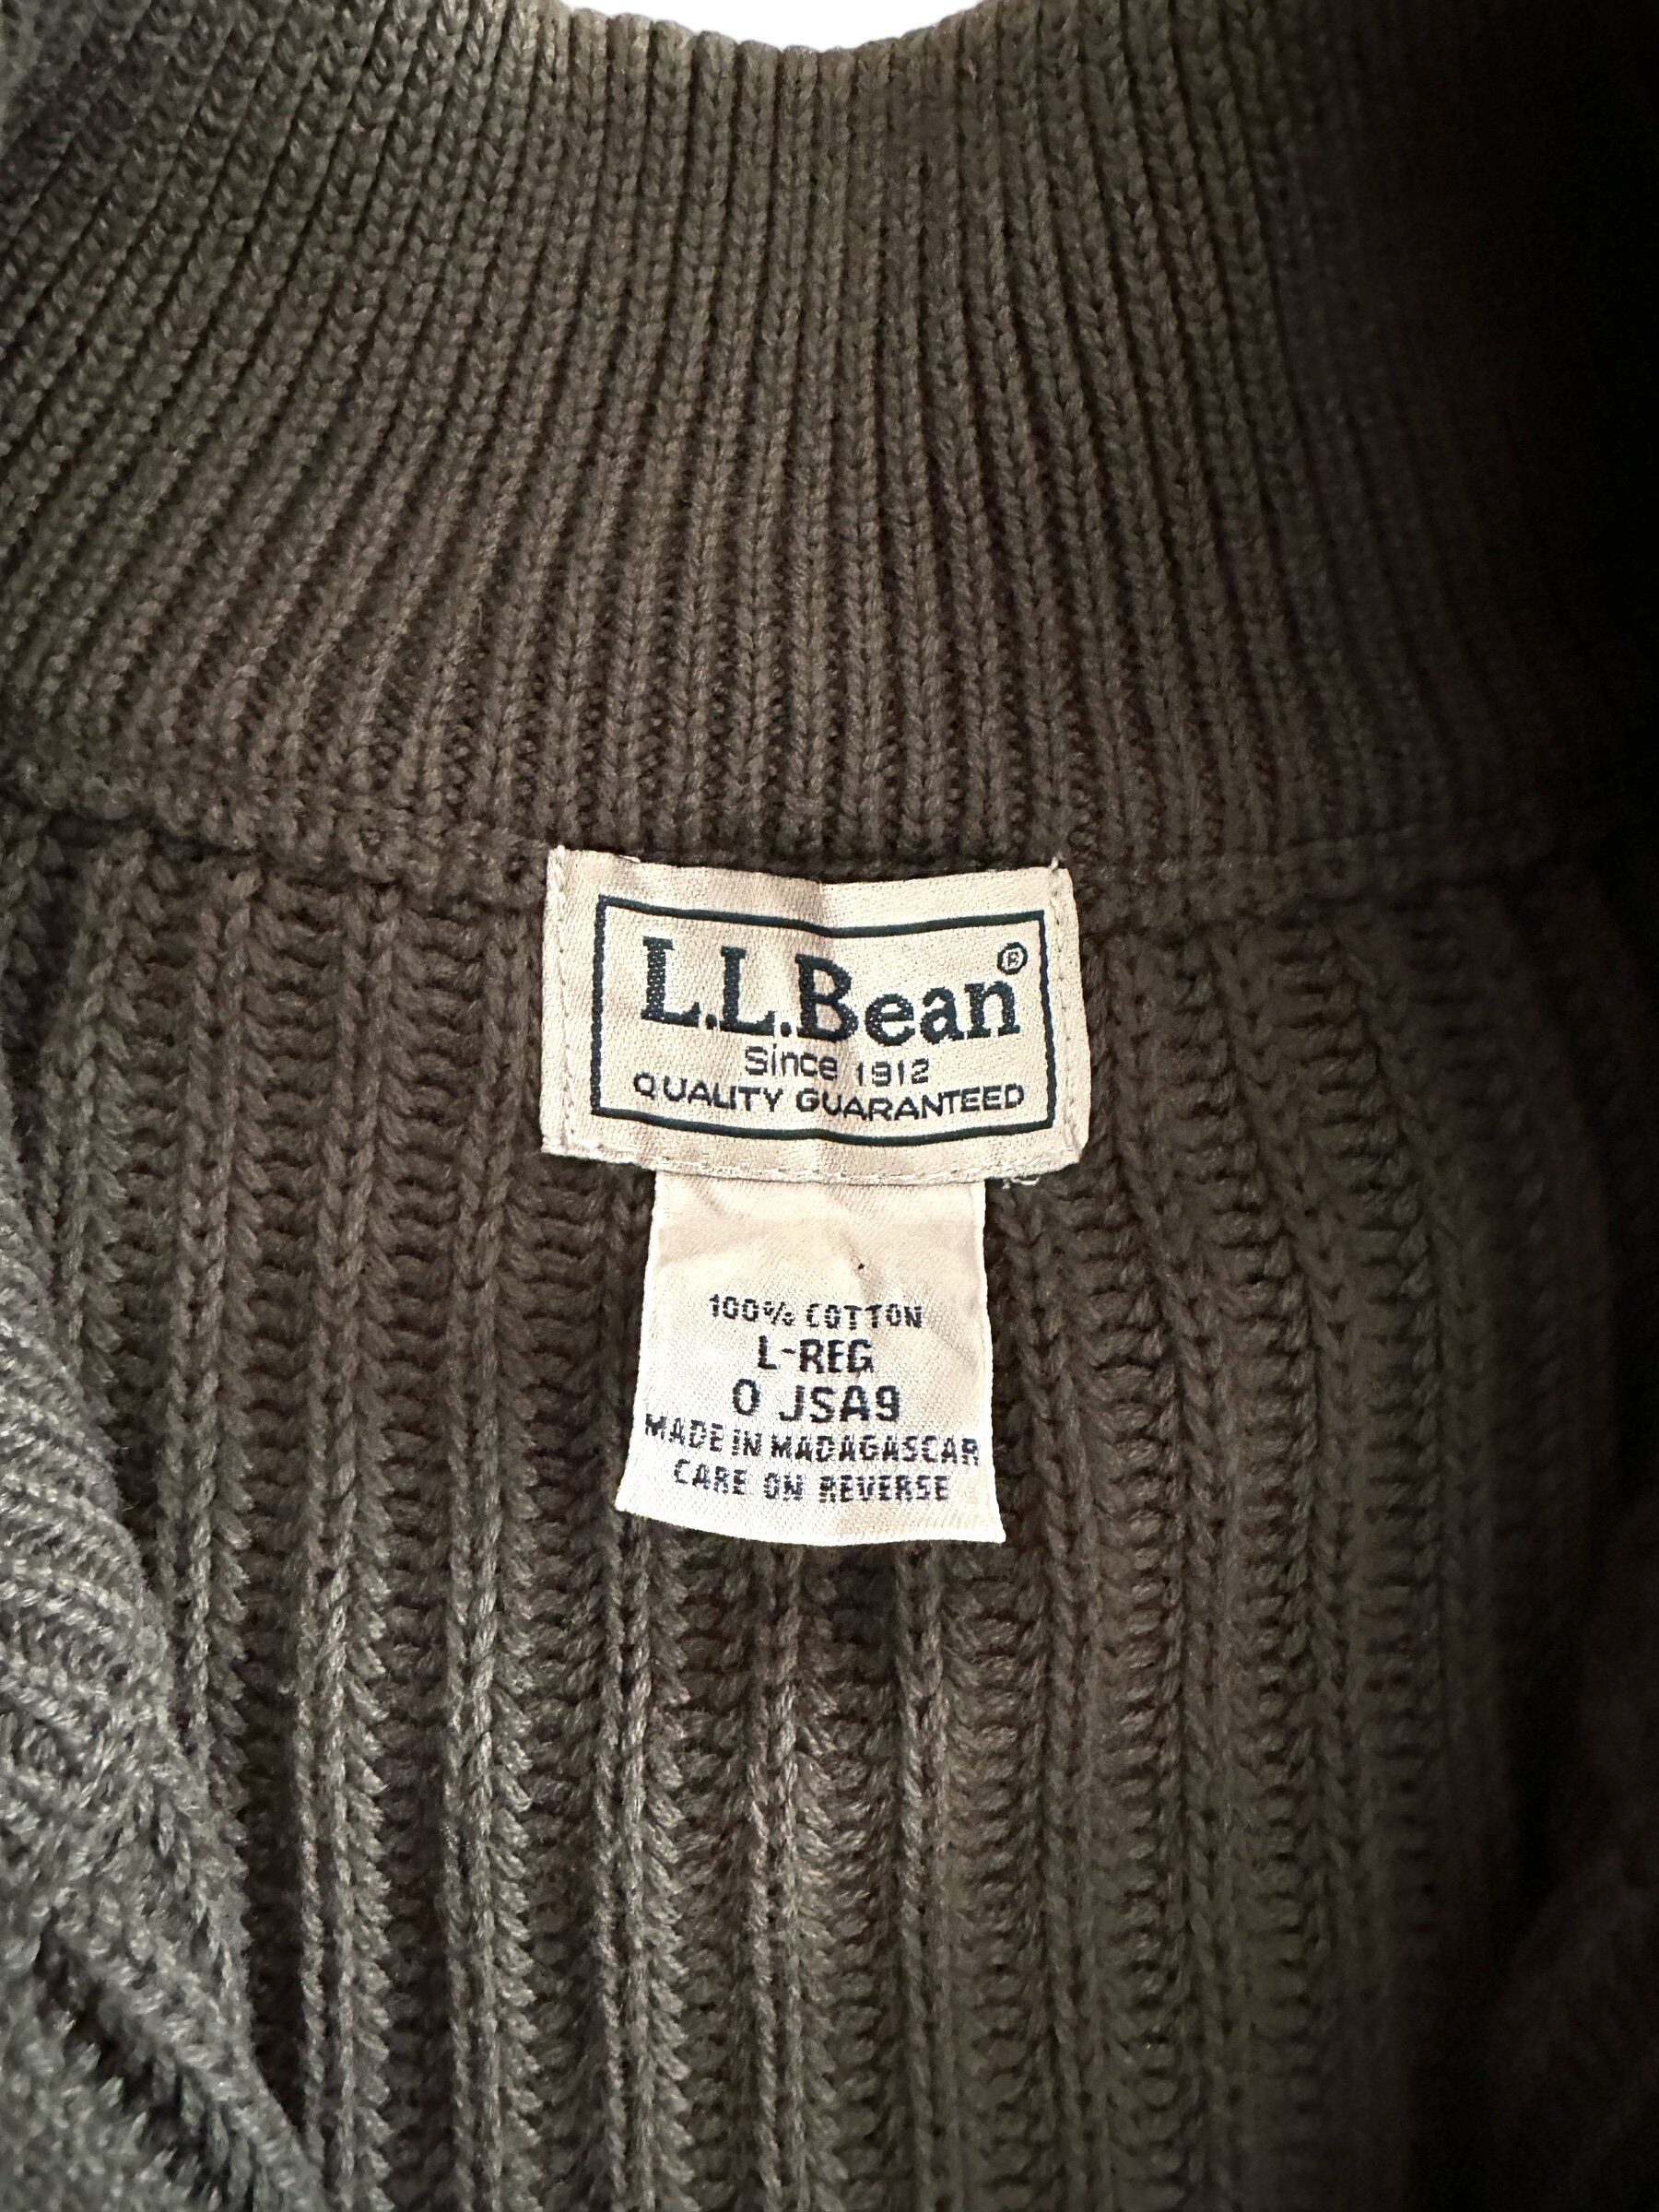 L.L.Bean®
Since 1912
QUALITY GUARANTEED
100% COTTON
L-REG
0 JSA9
MADE IN MADAGASCAR
CARE ON REVERSE